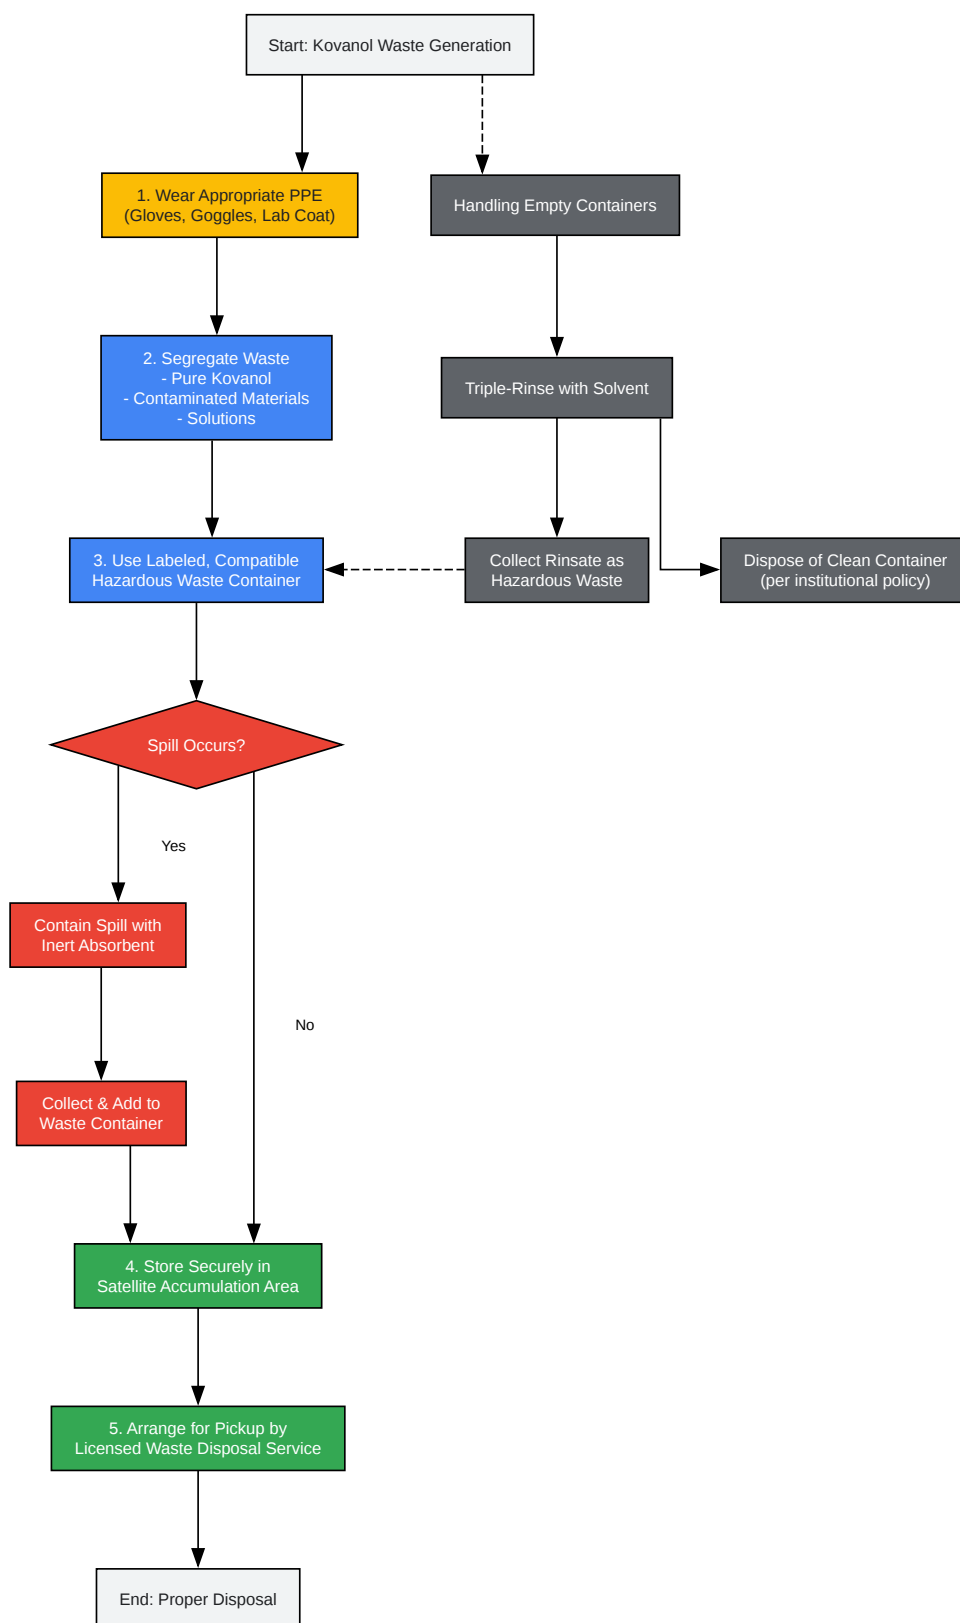 Start: Kovanol Waste Generation
1. Wear Appropriate PPE
(Gloves, Goggles, Lab Coat)
Handling Empty Containers
2. Segregate Waste
- Pure Kovanol
- Contaminated Materials
- Solutions
Triple-Rinse with Solvent
3. Use Labeled, Compatible
Hazardous Waste Container
Collect Rinsate as
Hazardous Waste
Dispose of Clean Container
(per institutional policy)
Spill Occurs?
Yes
Contain Spill with
Inert Absorbent
No
Collect & Add to
Waste Container
4. Store Securely in
Satellite Accumulation Area
5. Arrange for Pickup by
Licensed Waste Disposal Service
End: Proper Disposal